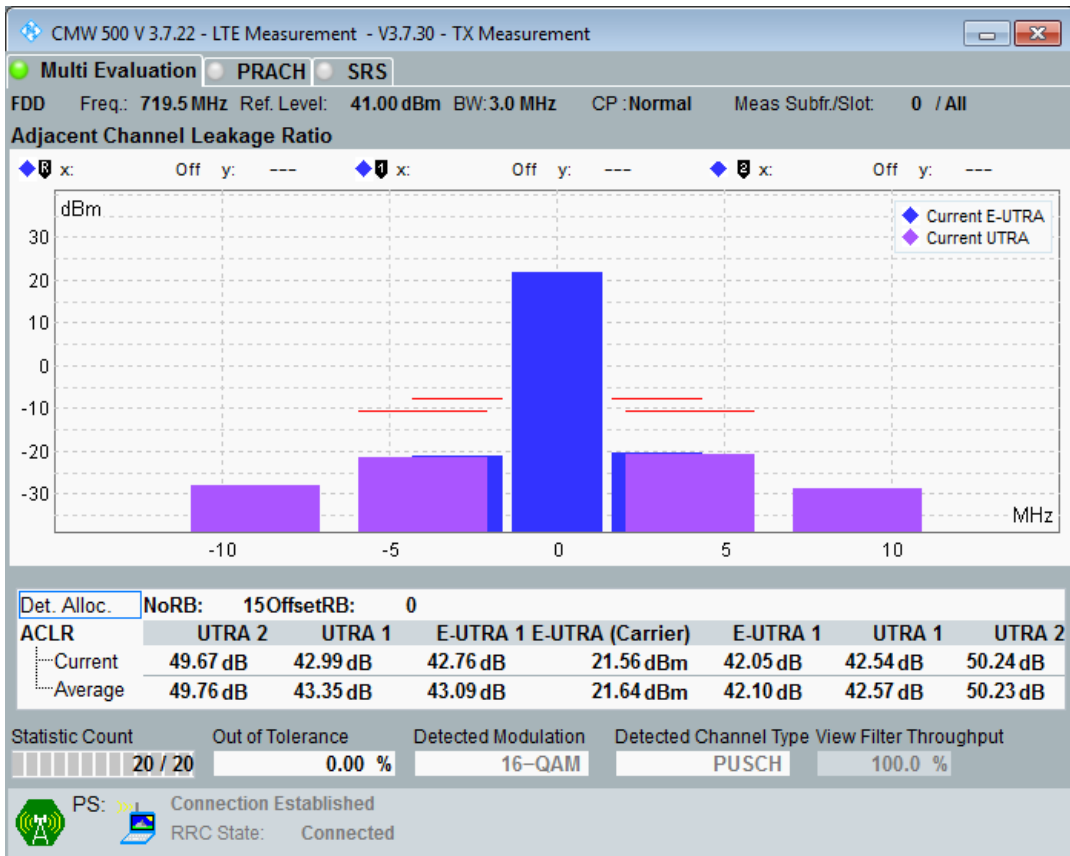 CMW 500 V 3.7.22 - LTE Measurement - V3.7.30 - TX Measurement
Multi Evaluation PRACH SRS
FDD Freq.: 719.5 MHz Ref. Level: 41.00 dBm BW: 3.0 MHz CP : Normal Meas Subfr./Slot: 0 / All
Adjacent Channel Leakage Ratio
R x: Off y: --- 1 x: Off y: --- 2 x: Off y: ---
dBm
Current E-UTRA
Current UTRA
30
20
10
0
-10
-20
-30
MHz
-10 -5 0 5 10
Det. Alloc. NoRB: 15 OffsetRB: 0
ACLR UTRA 2 UTRA 1 E-UTRA 1 E-UTRA (Carrier) E-UTRA 1 UTRA 1 UTRA 2
Current 49.67 dB 42.99 dB 42.76 dB 21.56 dBm 42.05 dB 42.54 dB 50.24 dB
Average 49.76 dB 43.35 dB 43.09 dB 21.64 dBm 42.10 dB 42.57 dB 50.23 dB
Statistic Count Out of Tolerance Detected Modulation Detected Channel Type View Filter Throughput
20 / 20 0.00 % 16-QAM PUSCH 100.0 %
PS: Connection Established
RRC State: Connected